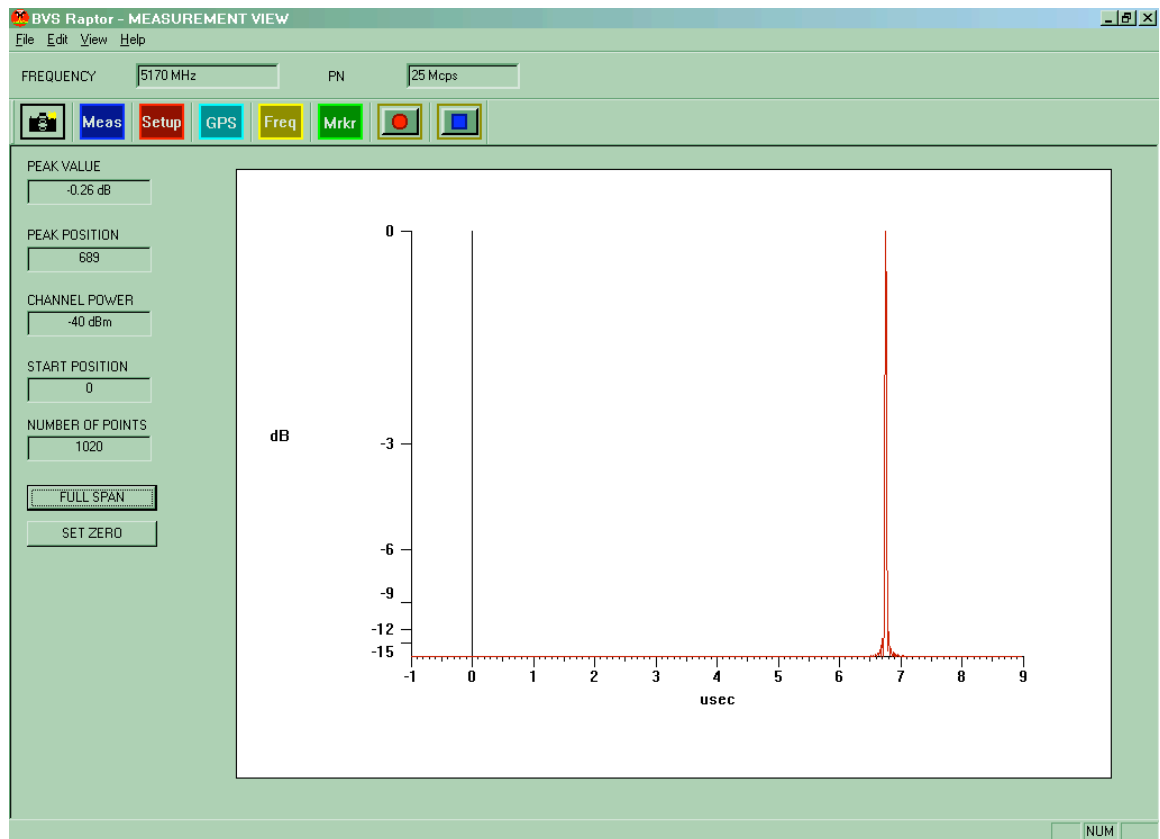 BVS Raptor - MEASUREMENT VIEW
File Edit View Help
FREQUENCY 5170 MHz PN 25 Mcps
Meas Setup GPS Freq Mrkr
PEAK VALUE
-0.26 dB
PEAK POSITION
689
CHANNEL POWER
-40 dBm
START POSITION
0
NUMBER OF POINTS
1020
FULL SPAN
SET ZERO
0
-3
-6
-9
-12
-15
dB
-1 0 1 2 3 4 5 6 7 8 9
usec
NUM